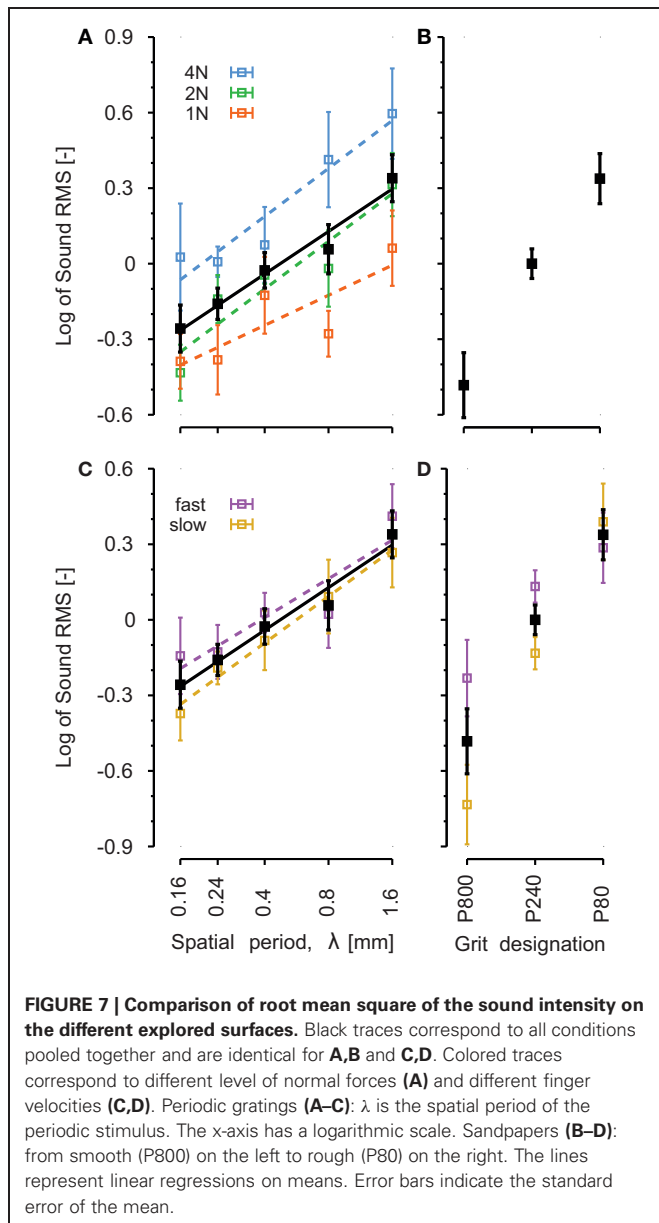 A
B
0.9
0.6
0.3
0
-0.3
-0.6
Log of Sound RMS [-]
4N
2N
1N
C
D
0.6
0.3
0
-0.3
-0.6
-0.9
Log of Sound RMS [-]
fast
slow
0.16
0.24
0.4
0.8
1.6
Spatial period, λ [mm]
P800
P240
P80
Grit designation
FIGURE 7 | Comparison of root mean square of the sound intensity on
the different explored surfaces. Black traces correspond to all conditions
pooled together and are identical for A,B and C,D. Colored traces
correspond to different level of normal forces (A) and different finger
velocities (C,D). Periodic gratings (A–C): λ is the spatial period of the
periodic stimulus. The x-axis has a logarithmic scale. Sandpapers (B–D):
from smooth (P800) on the left to rough (P80) on the right. The lines
represent linear regressions on means. Error bars indicate the standard
error of the mean.